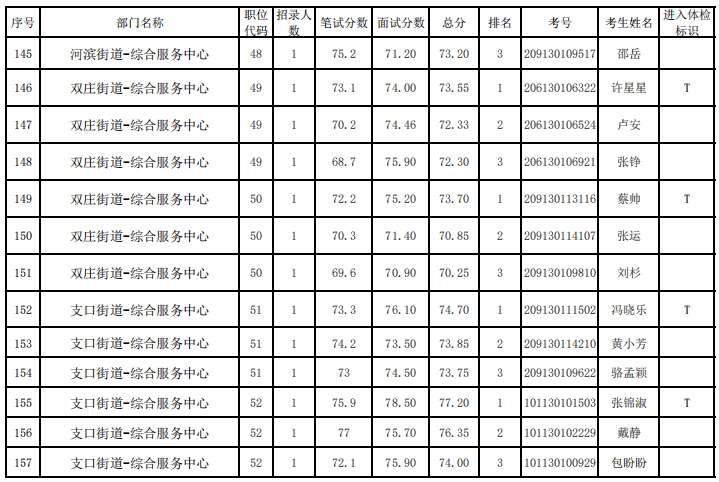 序号 部门名称 职位代码 招录人数 笔试分数 面试分数 总分 排名 考号 考生姓名 进入体检标识
145 河滨街道-综合服务中心 48 1 75.2 71.20 73.20 3 209130109517 邵岳
146 双庄街道-综合服务中心 49 1 73.1 74.00 73.55 1 206130106322 许星星 T
147 双庄街道-综合服务中心 49 1 70.2 74.46 72.33 2 206130106524 卢安
148 双庄街道-综合服务中心 49 1 68.7 75.90 72.30 3 206130106921 张铮
149 双庄街道-综合服务中心 50 1 72.2 75.20 73.70 1 209130113116 蔡帅 T
150 双庄街道-综合服务中心 50 1 70.3 71.40 70.85 2 209130114107 张运
151 双庄街道-综合服务中心 50 1 69.6 70.90 70.25 3 209130109810 刘杉
152 支口街道-综合服务中心 51 1 73.3 76.10 74.70 1 209130111502 冯晓乐 T
153 支口街道-综合服务中心 51 1 74.2 73.50 73.85 2 209130114210 黄小芳
154 支口街道-综合服务中心 51 1 73 74.50 73.75 3 209130109622 骆孟颖
155 支口街道-综合服务中心 52 1 75.9 78.50 77.20 1 101130101503 张锦淑 T
156 支口街道-综合服务中心 52 1 77 75.70 76.35 2 101130102229 戴静
157 支口街道-综合服务中心 52 1 72.1 75.90 74.00 3 101130100929 包盼盼